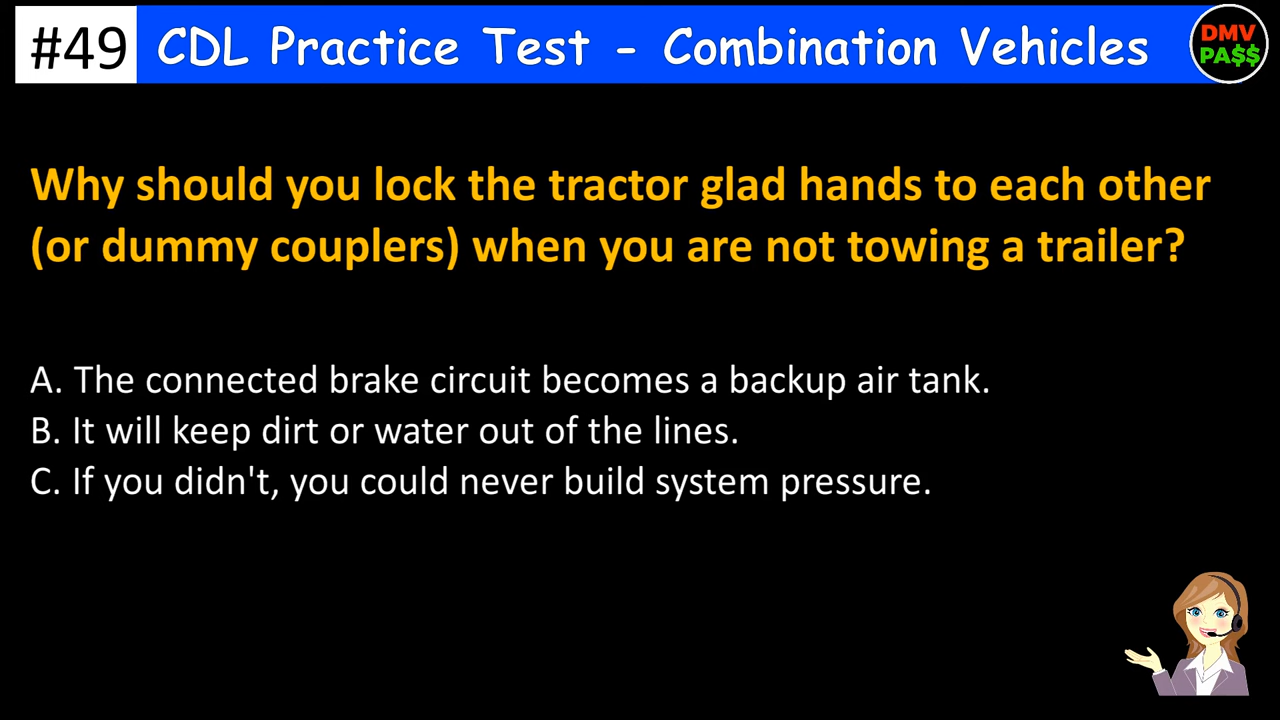 #49 CDL Practice Test - Combination Vehicles
DMV
PA$$
Why should you lock the tractor glad hands to each other
(or dummy couplers) when you are not towing a trailer?
A. The connected brake circuit becomes a backup air tank.
B. It will keep dirt or water out of the lines.
C. If you didn't, you could never build system pressure.